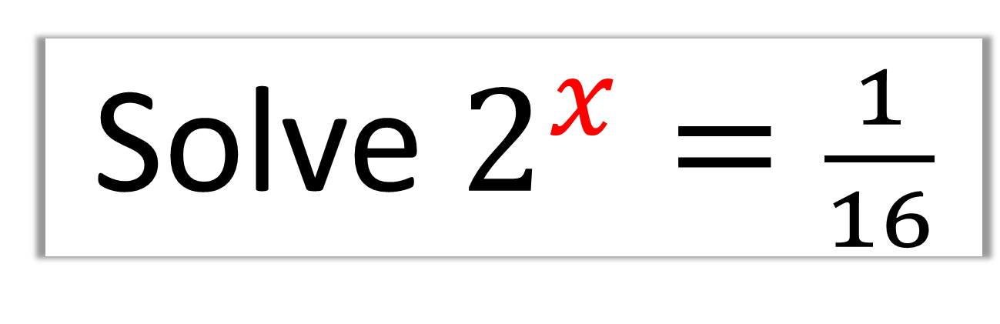 Solve 2^x = 1/16